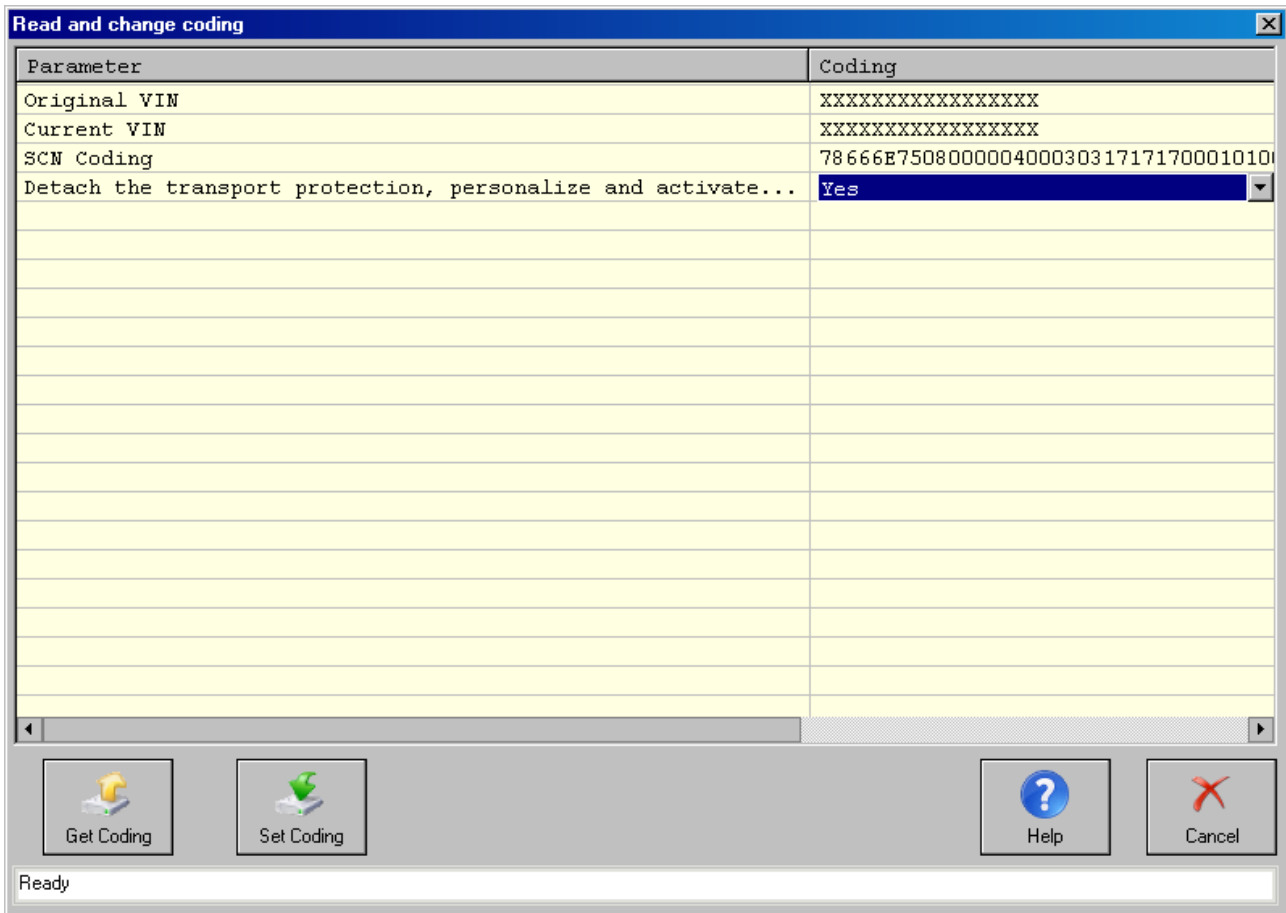 Read and change coding
Parameter Coding
Original VIN XXXXXXXXXXXXXXXXX
Current VIN XXXXXXXXXXXXXXXXX
SCN Coding 78666E75080000040003031717170001010
Detach the transport protection, personalize and activate... Yes
Get Coding Set Coding Help Cancel
Ready